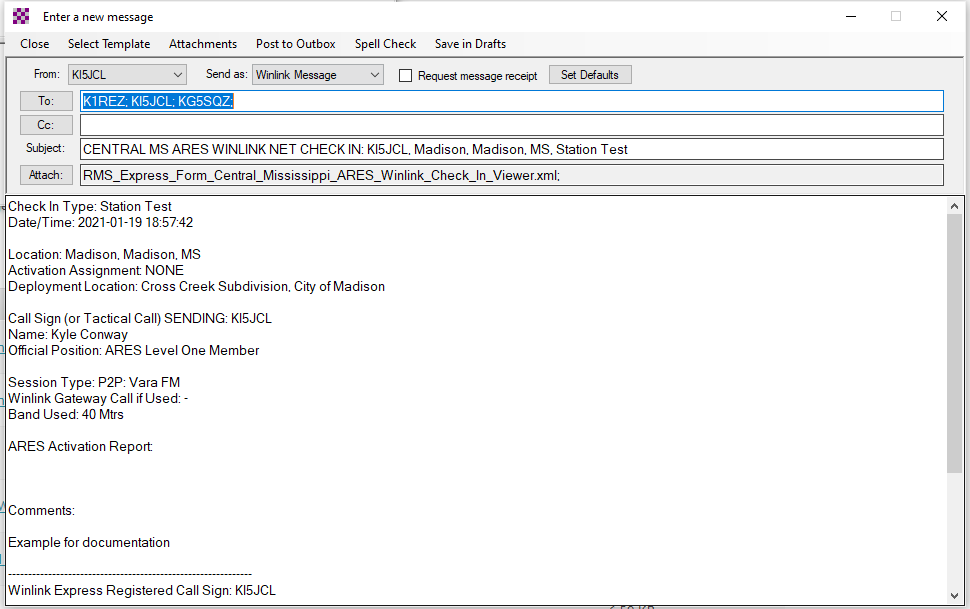 Enter a new message
Close Select Template Attachments Post to Outbox Spell Check Save in Drafts
From: KI5JCL Send as: Winlink Message Request message receipt Set Defaults
To: K1REZ; KI5JCL; KG5SQZ;
Cc:
Subject: CENTRAL MS ARES WINLINK NET CHECK IN: KI5JCL, Madison, Madison, MS, Station Test
Attach: RMS_Express_Form_Central_Mississippi_ARES_Winlink_Check_In_Viewer.xml;
Check In Type: Station Test
Date/Time: 2021-01-19 18:57:42
Location: Madison, Madison, MS
Activation Assignment: NONE
Deployment Location: Cross Creek Subdivision, City of Madison
Call Sign (or Tactical Call) SENDING: KI5JCL
Name: Kyle Conway
Official Position: ARES Level One Member
Session Type: P2P: Vara FM
Winlink Gateway Call if Used: -
Band Used: 40 Mtrs
ARES Activation Report:
Comments:
Example for documentation
-------------------------------------------------------------
Winlink Express Registered Call Sign: KI5JCL